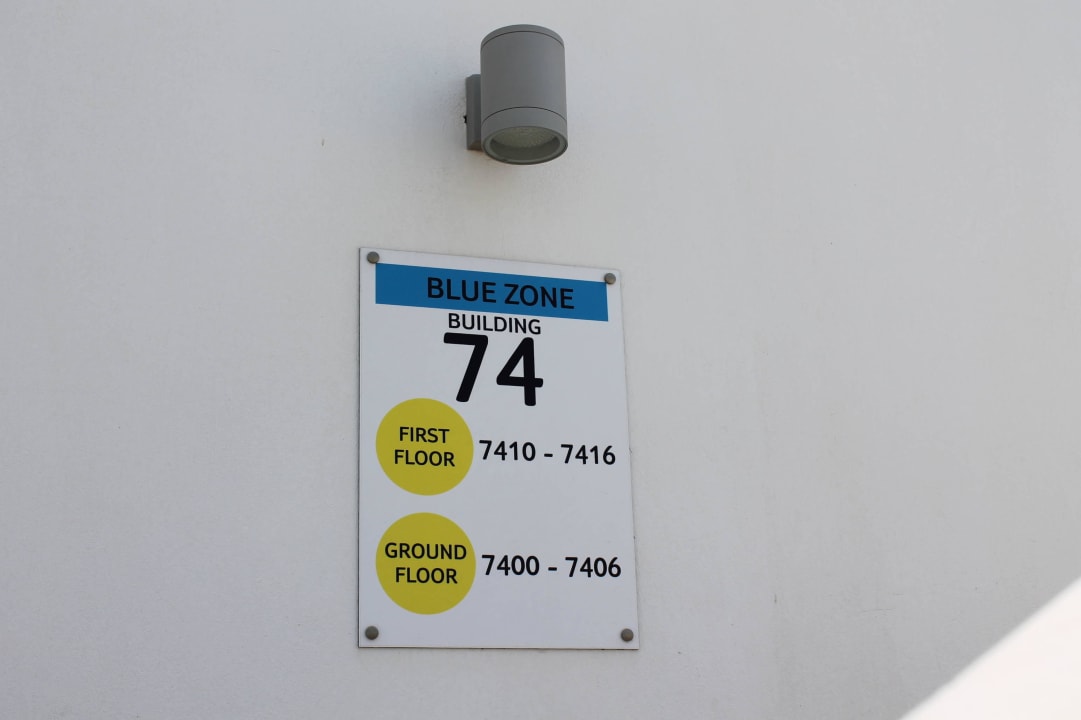 BLUE ZONE
BUILDING
74
FIRST
FLOOR
7410 - 7416
GROUND
FLOOR
7400 - 7406